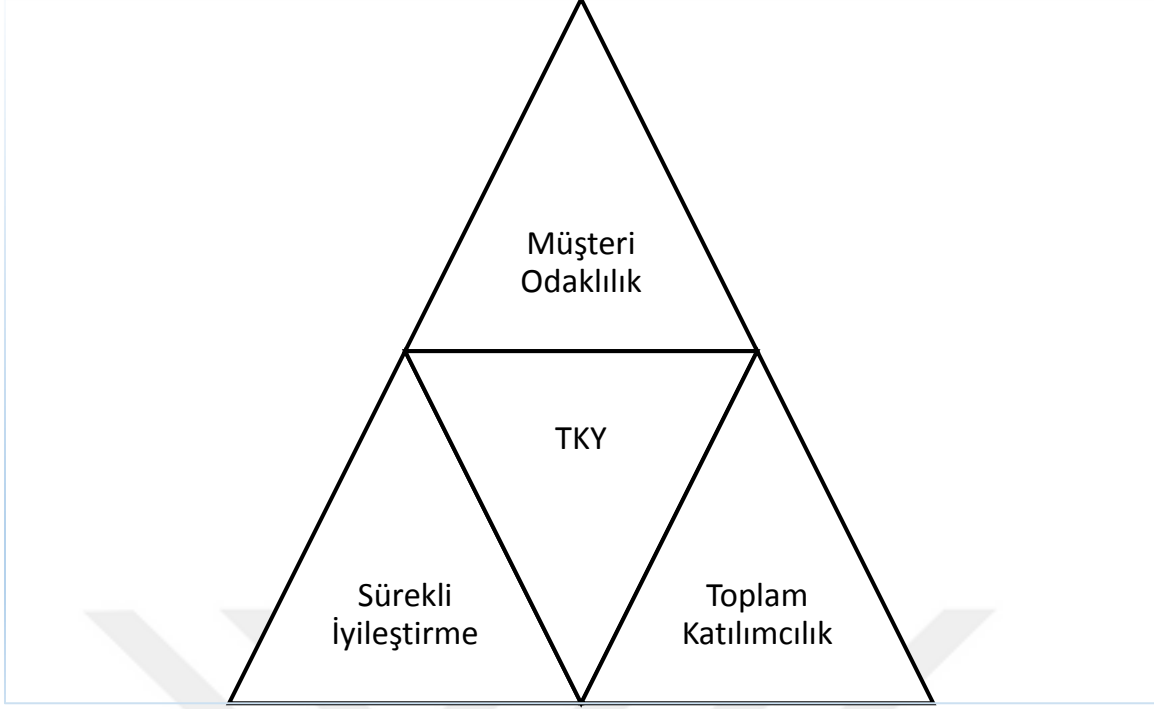 Müşteri
Odaklılık
TKY
Sürekli
İyileştirme
Toplam
Katılımcılık